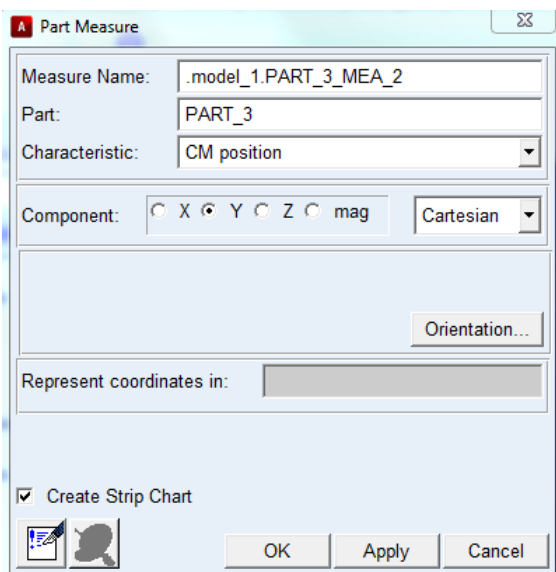 A Part Measure
Measure Name: .model_1.PART_3_MEA_2
Part: PART_3
Characteristic: CM position
Component: X Y Z mag Cartesian
Orientation...
Represent coordinates in:
Create Strip Chart
OK Apply Cancel